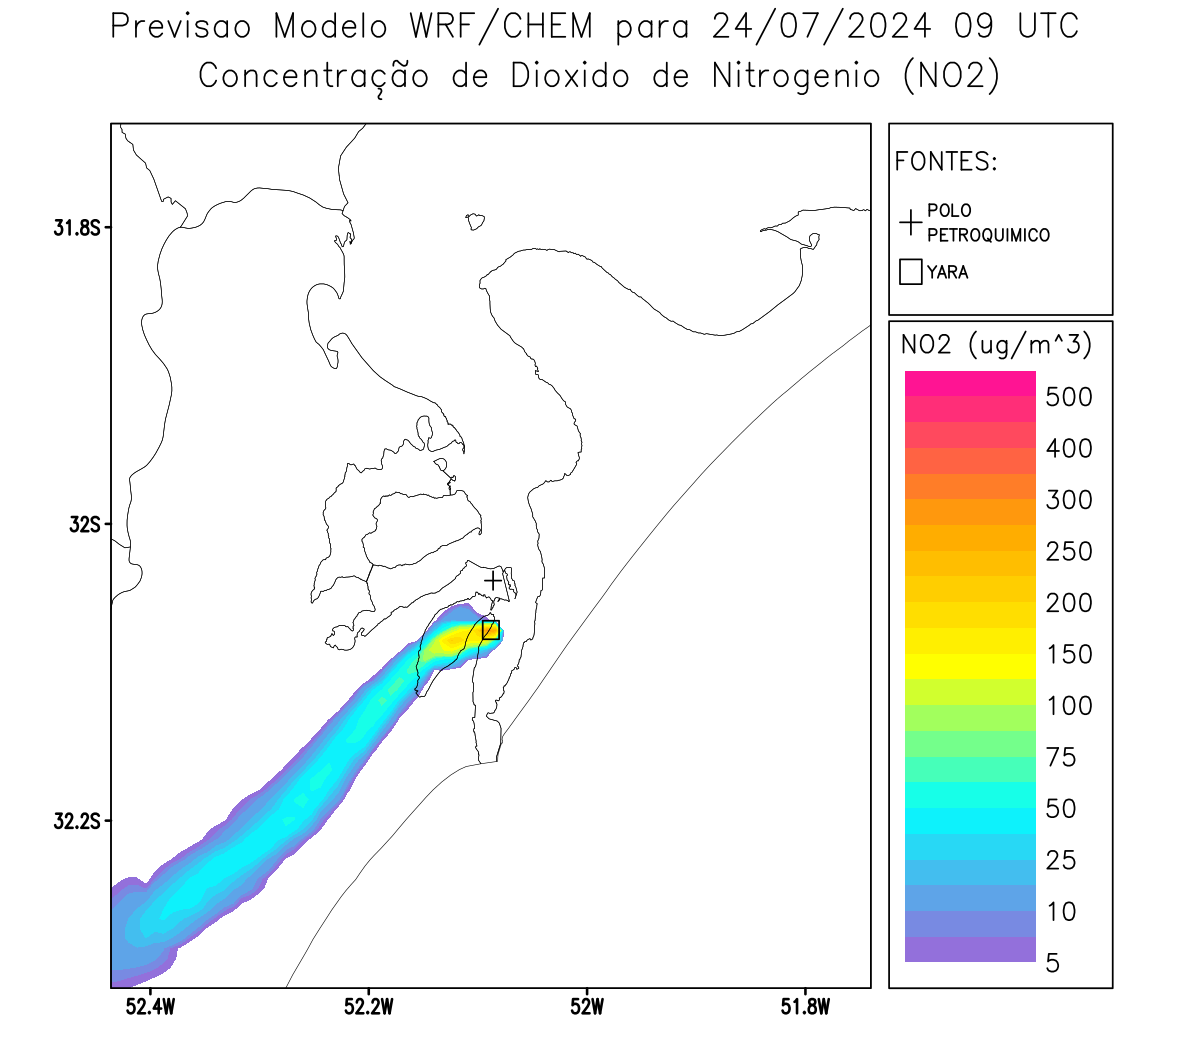 Previsao Modelo WRF/CHEM para 24/07/2024 09 UTC
Concentração de Dioxido de Nitrogenio (NO2)
FONTES:
POLO
PETROQUIMICO
YARA
NO2 (ug/m^3)
500
400
300
250
200
150
100
75
50
25
10
5
31.8S
32S
32.2S
52.4W
52.2W
52W
51.8W